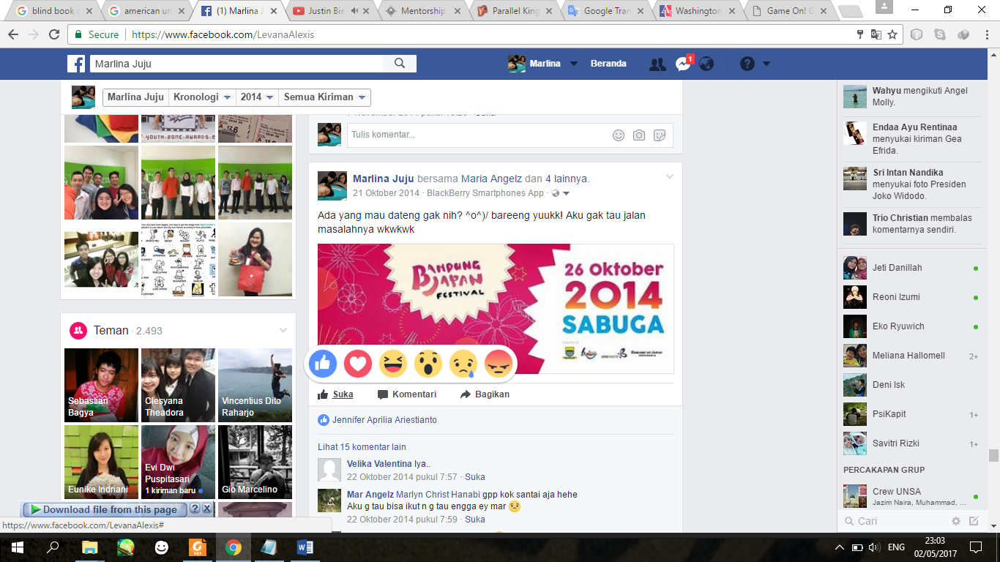 blind book d
american un
(1) Marlina J
Justin Bie
Mentorship
Parallel King
Google Tran
Washington
Game On! G
Secure
https://www.facebook.com/LevanaAlexis
Marlina Juju
Marlina
Beranda
1
Marlina Juju
Kronologi
2014
Semua Kiriman
YOUTH-ZONE-AWARDS-2
Tulis komentar...
Marlina Juju bersama Maria Angelz dan 4 lainnya.
21 Oktober 2014 · BlackBerry Smartphones App ·
Ada yang mau dateng gak nih? ^o^)/ bareeng yuukk! Aku gak tau jalan
masalahnya wkwkwk
BANDUNG
JAPAN
FESTIVAL
26 Oktober
2014
SABUGA
Suka
Komentari
Bagikan
Jennifer Aprilia Ariestianto
Lihat 15 komentar lain
Velika Valentina Iya..
22 Oktober 2014 pukul 7:57 · Suka
Mar Angelz Marlyn Christ Hanabi gpp kok santai aja hehe
Aku g tau bisa ikut n g tau engga ey mar
22 Oktober 2014 pukul 7:59 · Suka
Teman · 2.493
Sebastian
Bagya
Clesyana
Theadora
Vincentius Dito
Raharjo
Eunike Indriani
Evi Dwi
Puspitasari
1 kiriman baru
Gio Marcelino
Download file from this page
?
https://www.facebook.com/LevanaAlexis#
Wahyu mengikuti Angel
Molly.
Endaa Ayu Rentinaa
menyukai kiriman Gea
Efrida.
Sri Intan Nandika
menyukai foto Presiden
Joko Widodo.
Trio Christian membalas
komentarnya sendiri.
Jeti Danillah
Reoni Izumi
Eko Ryuwich
Meliana Hallomell
2+
Deni Isk
PsiKapit
1+
Savitri Rizki
1+
PERCAKAPAN GRUP
Crew UNSA
Jazim Naira, Muhammad, ...
Cari
ENG
23:03
02/05/2017